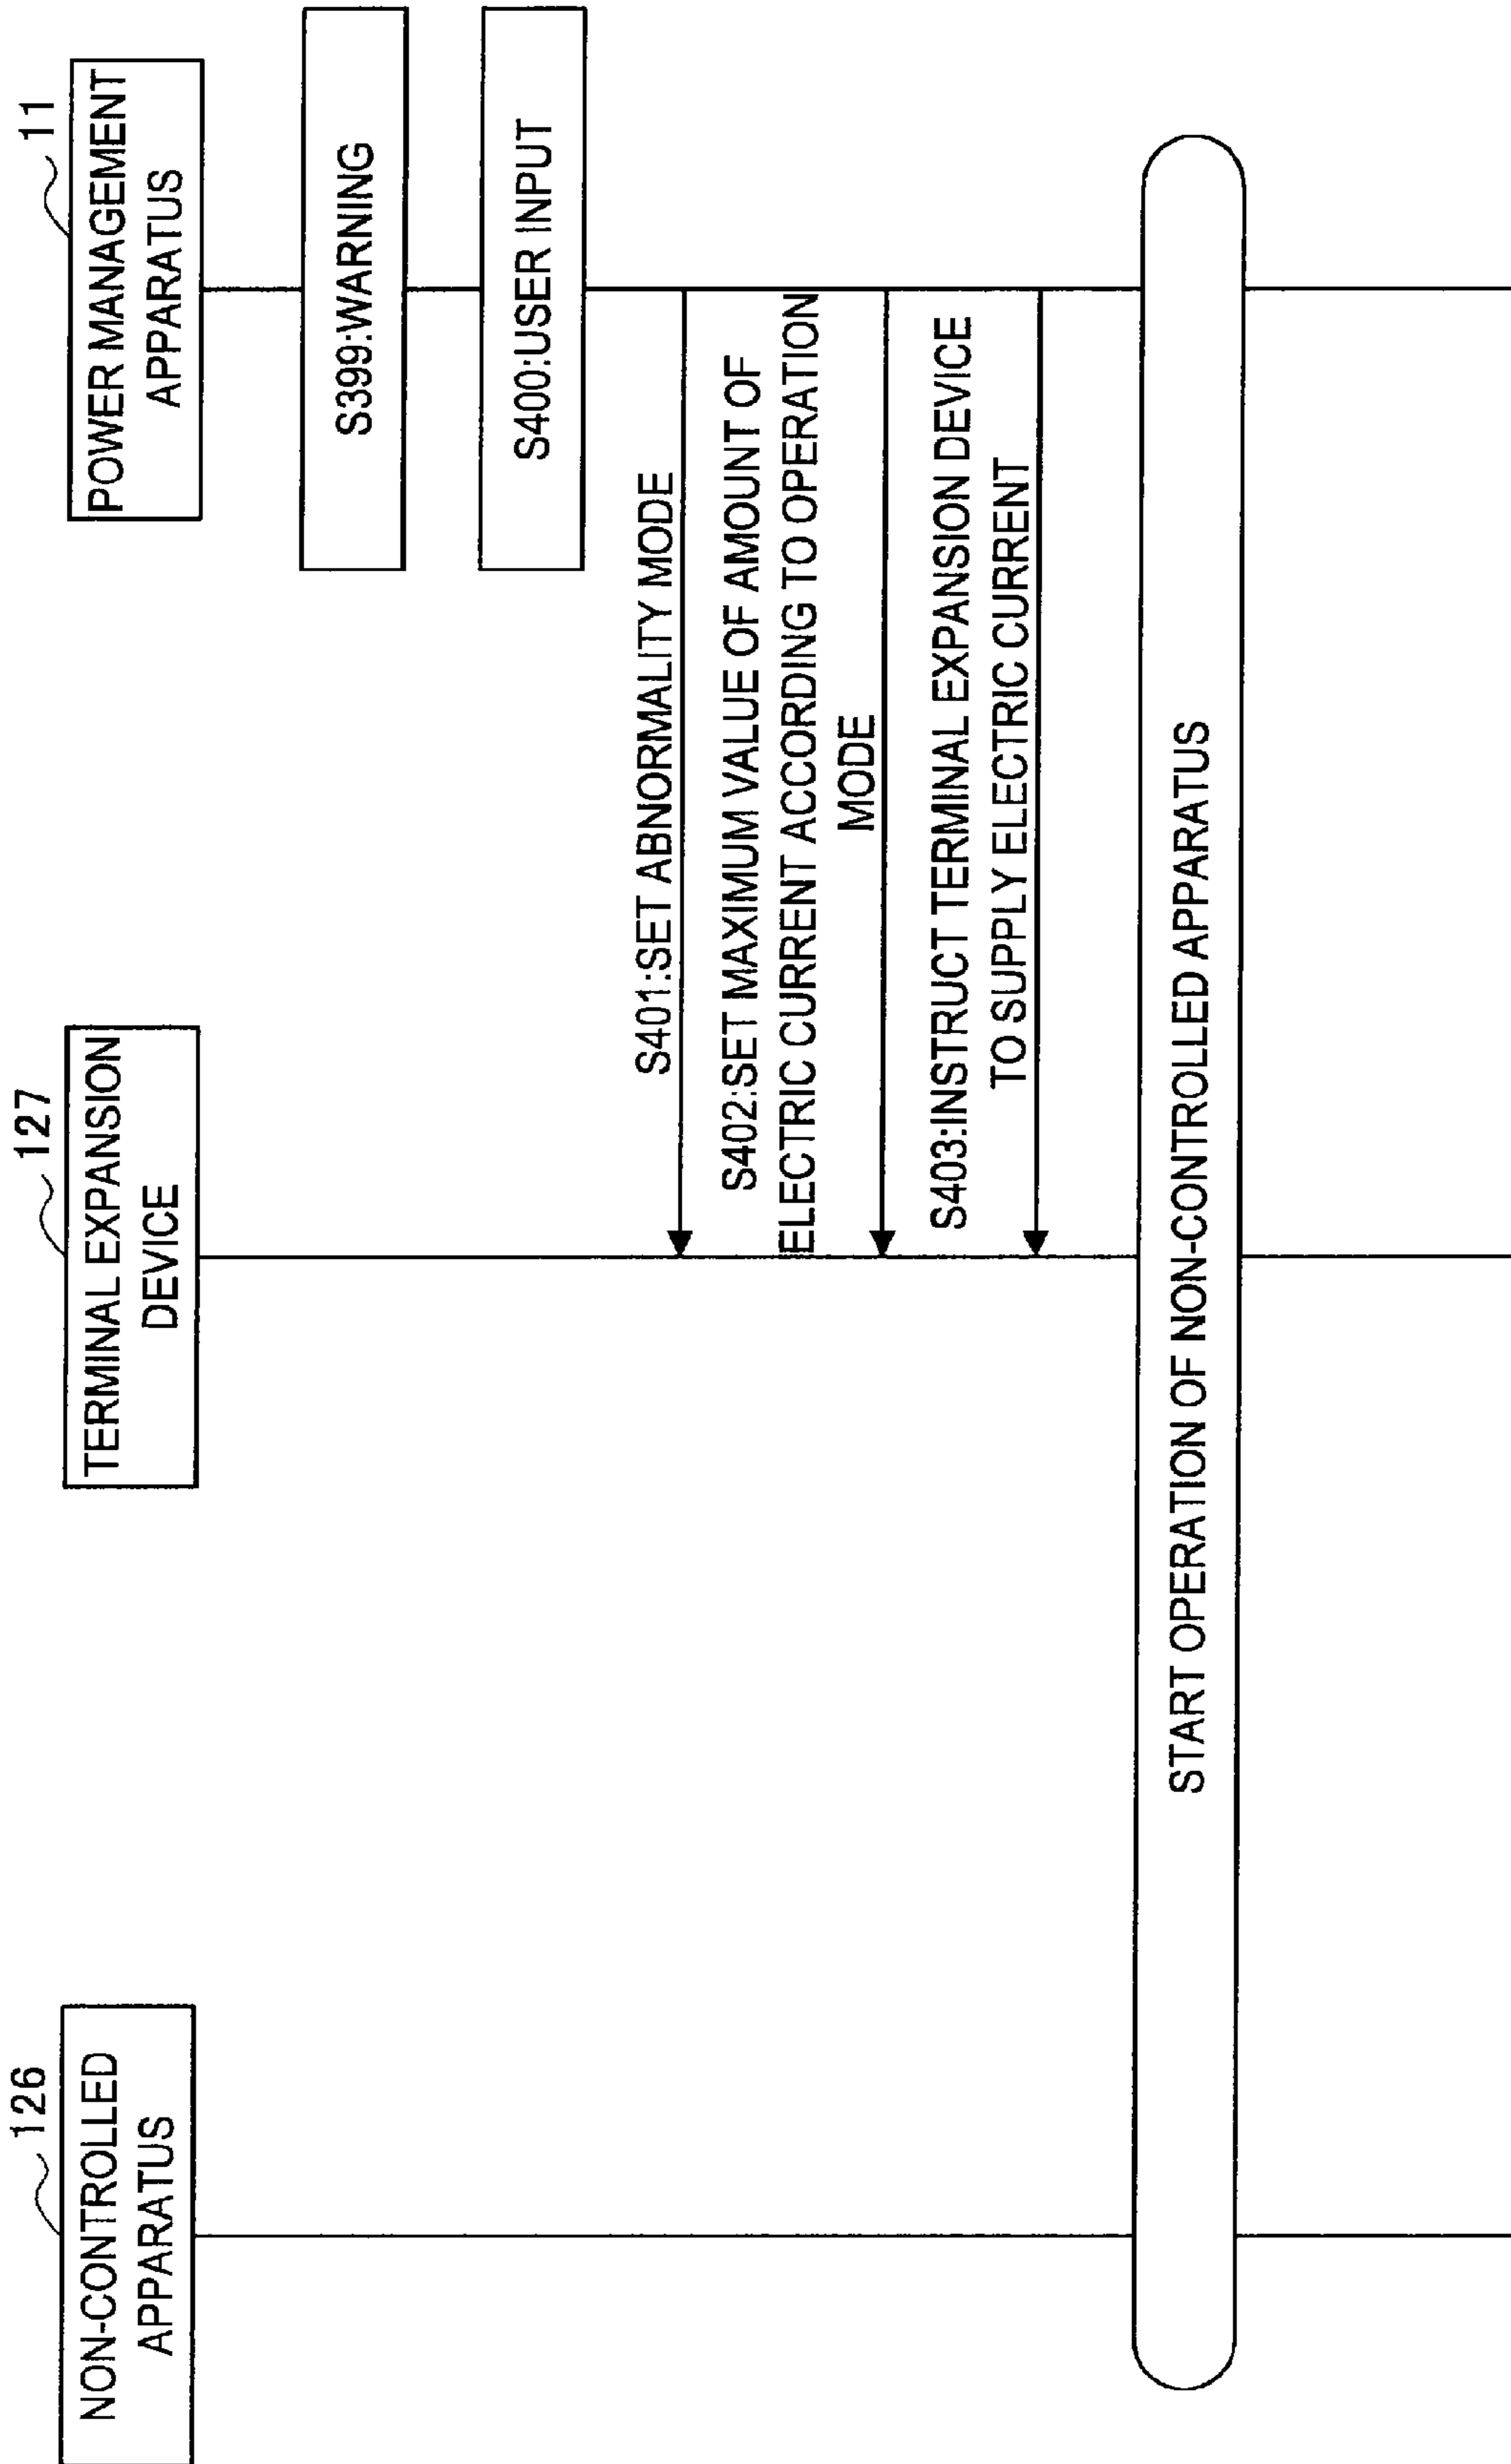 126
NON-CONTROLLED
APPARATUS
127
TERMINAL EXPANSION
DEVICE
11
POWER MANAGEMENT
APPARATUS
S399:WARNING
S400:USER INPUT
S401:SET ABNORMALITY MODE
S402:SET MAXIMUM VALUE OF AMOUNT OF
ELECTRIC CURRENT ACCORDING TO OPERATION
MODE
S403:INSTRUCT TERMINAL EXPANSION DEVICE
TO SUPPLY ELECTRIC CURRENT
START OPERATION OF NON-CONTROLLED APPARATUS